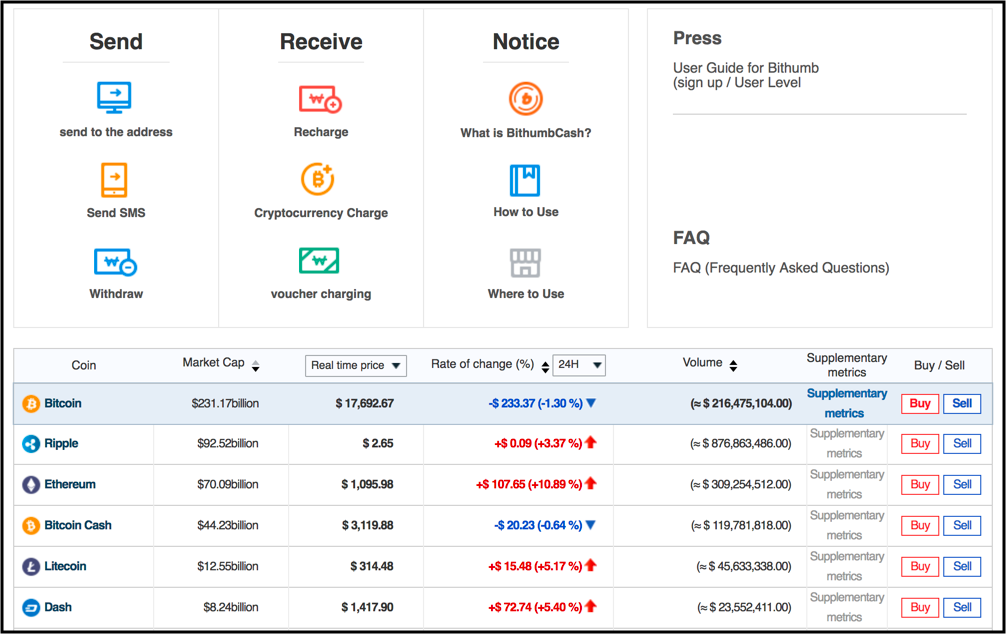 Send
send to the address
Send SMS
Withdraw
Receive
Recharge
Cryptocurrency Charge
voucher charging
Notice
What is BithumbCash?
How to Use
Where to Use
Press
User Guide for Bithumb
(sign up / User Level
FAQ
FAQ (Frequently Asked Questions)
Coin Market Cap Real time price Rate of change (%) 24H Volume Supplementary metrics Buy / Sell
Bitcoin $231.17billion $ 17,692.67 -$ 233.37 (-1.30 %) (≈ $ 216,475,104.00) Supplementary metrics Buy Sell
Ripple $92.52billion $ 2.65 +$ 0.09 (+3.37 %) (≈ $ 876,863,486.00) Supplementary metrics Buy Sell
Ethereum $70.09billion $ 1,095.98 +$ 107.65 (+10.89 %) (≈ $ 309,254,512.00) Supplementary metrics Buy Sell
Bitcoin Cash $44.23billion $ 3,119.88 -$ 20.23 (-0.64 %) (≈ $ 119,781,818.00) Supplementary metrics Buy Sell
Litecoin $12.55billion $ 314.48 +$ 15.48 (+5.17 %) (≈ $ 45,633,338.00) Supplementary metrics Buy Sell
Dash $8.24billion $ 1,417.90 +$ 72.74 (+5.40 %) (≈ $ 23,552,411.00) Supplementary metrics Buy Sell